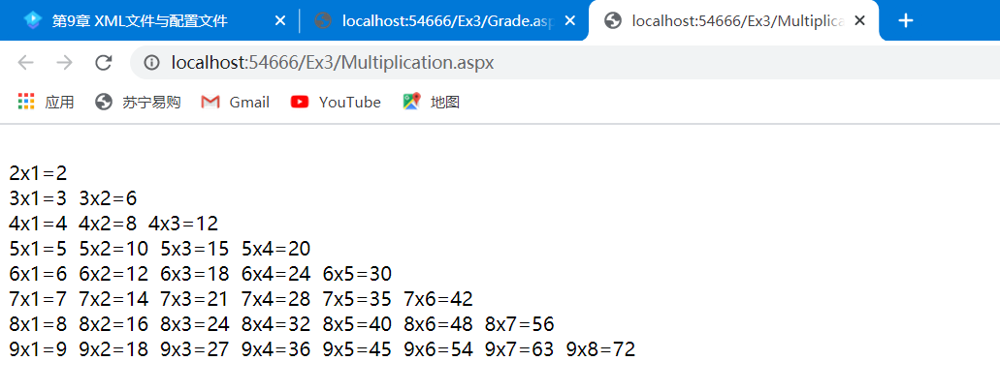 第9章 XML文件与配置文件
localhost:54666/Ex3/Grade.asp
localhost:54666/Ex3/Multiplica
localhost:54666/Ex3/Multiplication.aspx
应用 苏宁易购 Gmail YouTube 地图
2x1=2
3x1=3 3x2=6
4x1=4 4x2=8 4x3=12
5x1=5 5x2=10 5x3=15 5x4=20
6x1=6 6x2=12 6x3=18 6x4=24 6x5=30
7x1=7 7x2=14 7x3=21 7x4=28 7x5=35 7x6=42
8x1=8 8x2=16 8x3=24 8x4=32 8x5=40 8x6=48 8x7=56
9x1=9 9x2=18 9x3=27 9x4=36 9x5=45 9x6=54 9x7=63 9x8=72